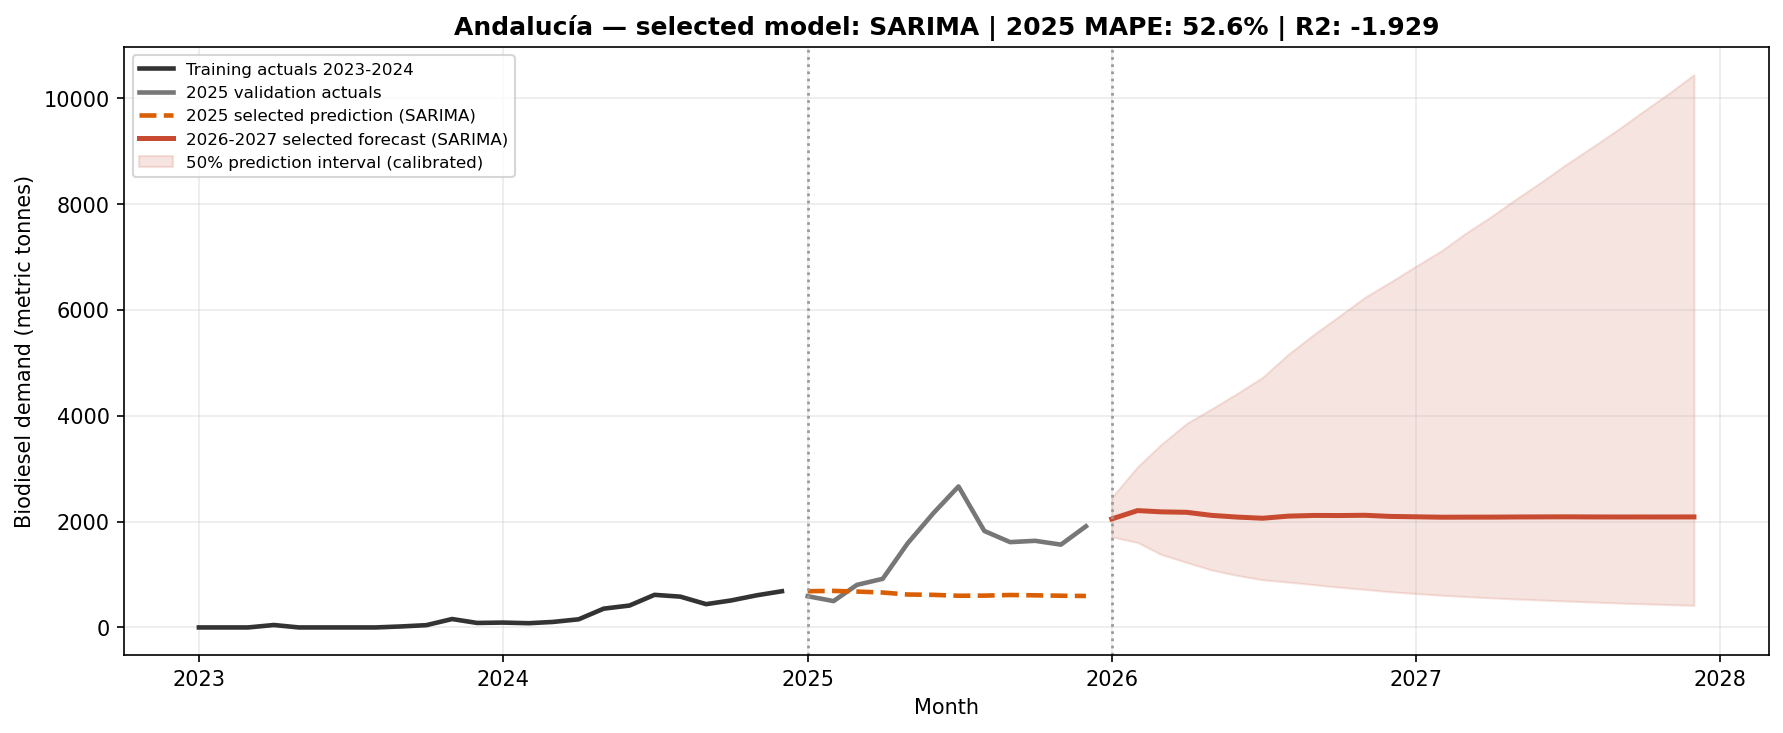 Andalucía — selected model: SARIMA | 2025 MAPE: 52.6% | R2: -1.929
Training actuals 2023-2024
2025 validation actuals
2025 selected prediction (SARIMA)
2026-2027 selected forecast (SARIMA)
50% prediction interval (calibrated)
Biodiesel demand (metric tonnes)
10000
8000
6000
4000
2000
0
2023 2024 2025 2026 2027 2028
Month